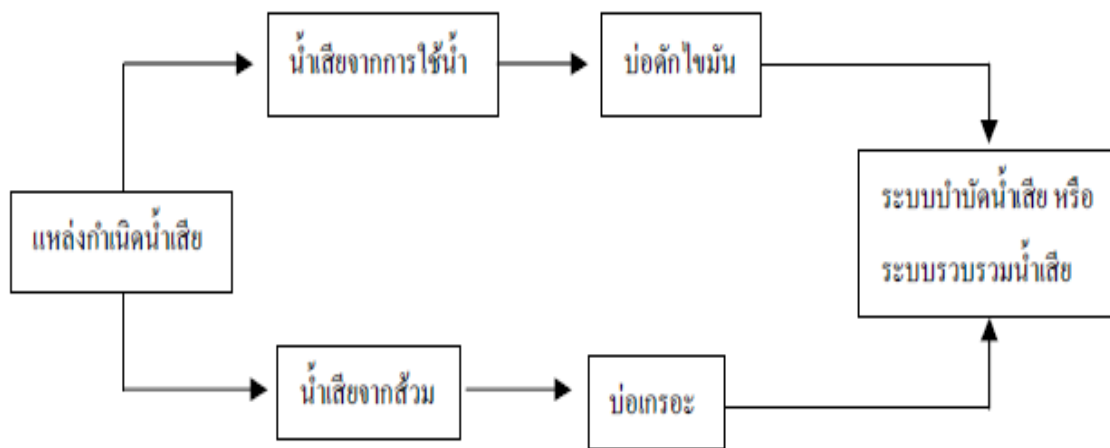 น้ำเสียจากการใช้น้ำ
บ่อดักไขมัน
แหล่งกำเนิดน้ำเสีย
ระบบบำบัดน้ำเสีย หรือ
ระบบรวบรวมน้ำเสีย
น้ำเสียจากส้วม
บ่อเกรอะ